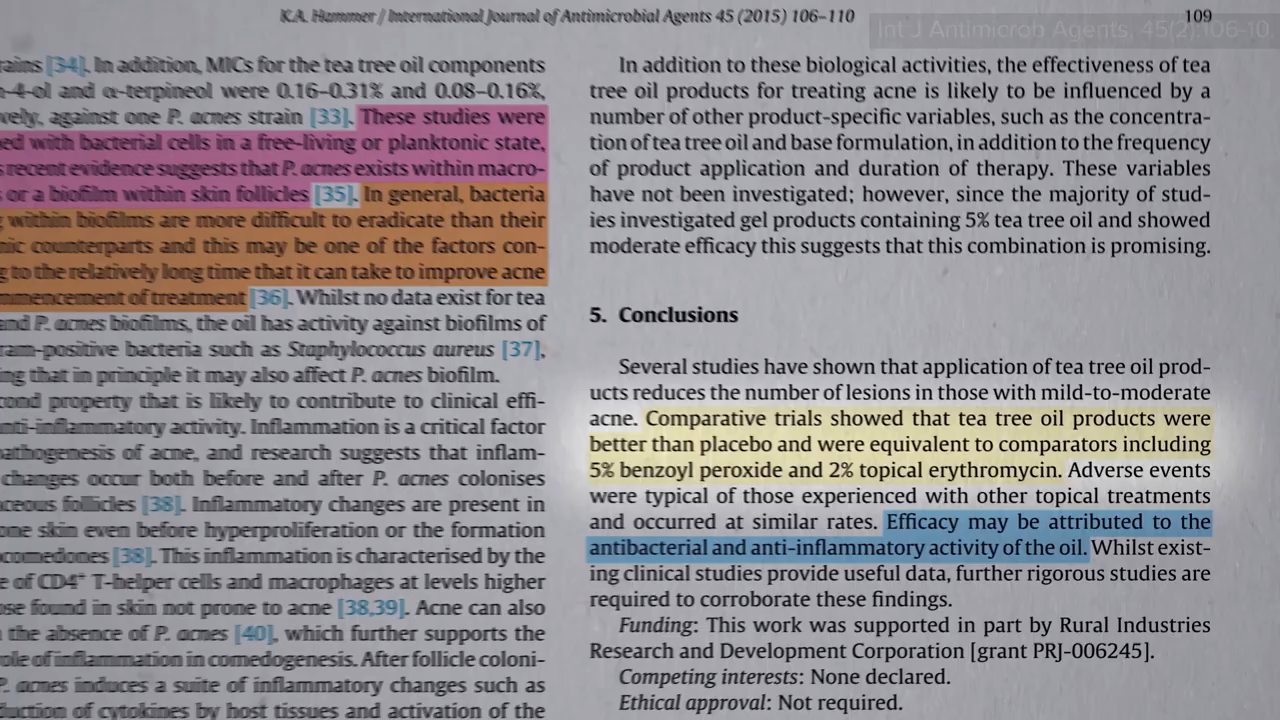 K.A. Hammer / International Journal of Antimicrobial Agents 45 (2015) 106–110
109
Int J Antimicrob Agents, 45(2):106-10,
[34]. In addition, MICs for the tea tree oil components
and α-terpineol were 0.16–0.31% and 0.08–0.16%,
against one P. acnes strain [33]. These studies were
with bacterial cells in a free-living or planktonic state,
recent evidence suggests that P. acnes exists within macro-
or a biofilm within skin follicles [35]. In general, bacteria
within biofilms are more difficult to eradicate than their
counterparts and this may be one of the factors con-
to the relatively long time that it can take to improve acne
of treatment [36]. Whilst no data exist for tea
and P. acnes biofilms, the oil has activity against biofilms of
bacteria such as Staphylococcus aureus [37],
that in principle it may also affect P. acnes biofilm.
property that is likely to contribute to clinical effi-
activity. Inflammation is a critical factor
of acne, and research suggests that inflam-
changes occur both before and after P. acnes colonises
follicles [38]. Inflammatory changes are present in
skin even before hyperproliferation or the formation
[38]. This inflammation is characterised by the
of CD4+ T-helper cells and macrophages at levels higher
found in skin not prone to acne [38,39]. Acne can also
the absence of P. acnes [40], which further supports the
of inflammation in comedogenesis. After follicle coloni-
P. acnes induces a suite of inflammatory changes such as
of cytokines by host tissues and activation of the
In addition to these biological activities, the effectiveness of tea
tree oil products for treating acne is likely to be influenced by a
number of other product-specific variables, such as the concentra-
tion of tea tree oil and base formulation, in addition to the frequency
of product application and duration of therapy. These variables
have not been investigated; however, since the majority of stud-
ies investigated gel products containing 5% tea tree oil and showed
moderate efficacy this suggests that this combination is promising.
5. Conclusions
Several studies have shown that application of tea tree oil prod-
ucts reduces the number of lesions in those with mild-to-moderate
acne. Comparative trials showed that tea tree oil products were
better than placebo and were equivalent to comparators including
5% benzoyl peroxide and 2% topical erythromycin. Adverse events
were typical of those experienced with other topical treatments
and occurred at similar rates. Efficacy may be attributed to the
antibacterial and anti-inflammatory activity of the oil. Whilst exist-
ing clinical studies provide useful data, further rigorous studies are
required to corroborate these findings.
Funding: This work was supported in part by Rural Industries
Research and Development Corporation [grant PRJ-006245].
Competing interests: None declared.
Ethical approval: Not required.